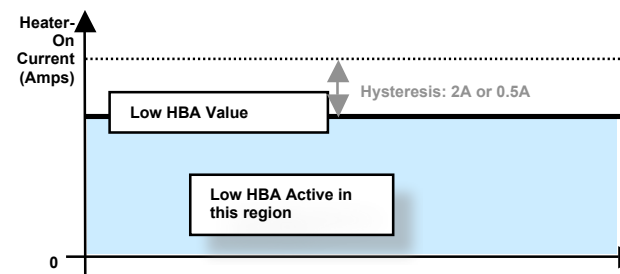 Heater-
On
Current
(Amps)
Hysteresis: 2A or 0.5A
Low HBA Value
Low HBA Active in
this region
0